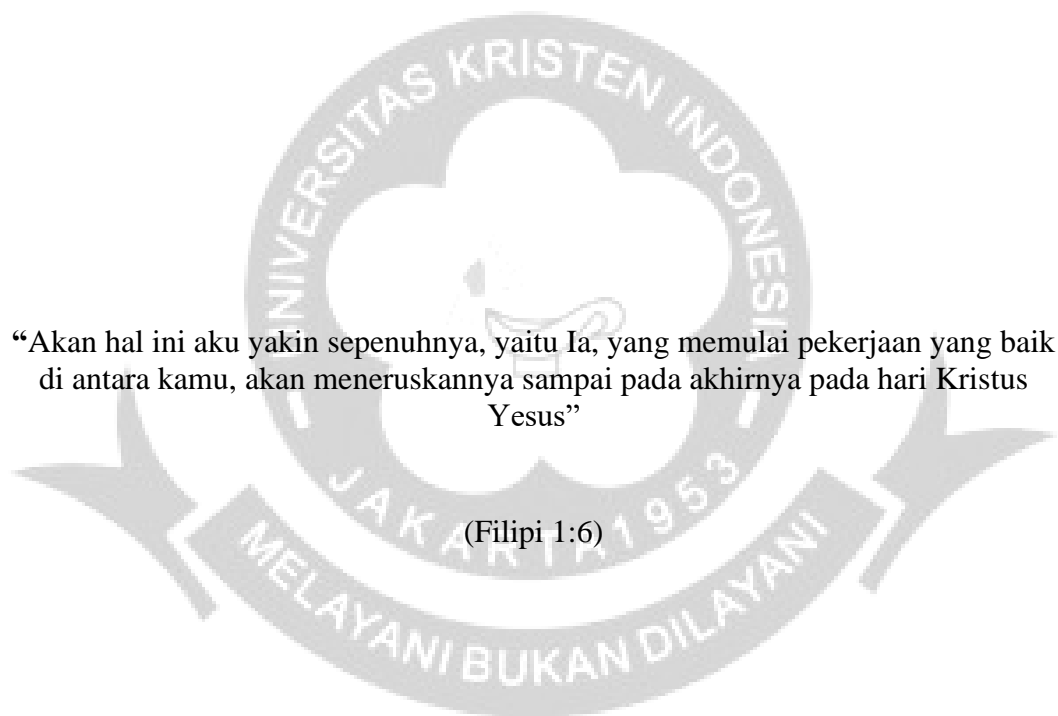 UNIVERSITAS KRISTEN INDONESIA
“Akan hal ini aku yakin sepenuhnya, yaitu Ia, yang memulai pekerjaan yang baik
di antara kamu, akan meneruskannya sampai pada akhirnya pada hari Kristus
Yesus”
JAKARTA 1953
(Filipi 1:6)
MELAYANI BUKAN DILAYANI